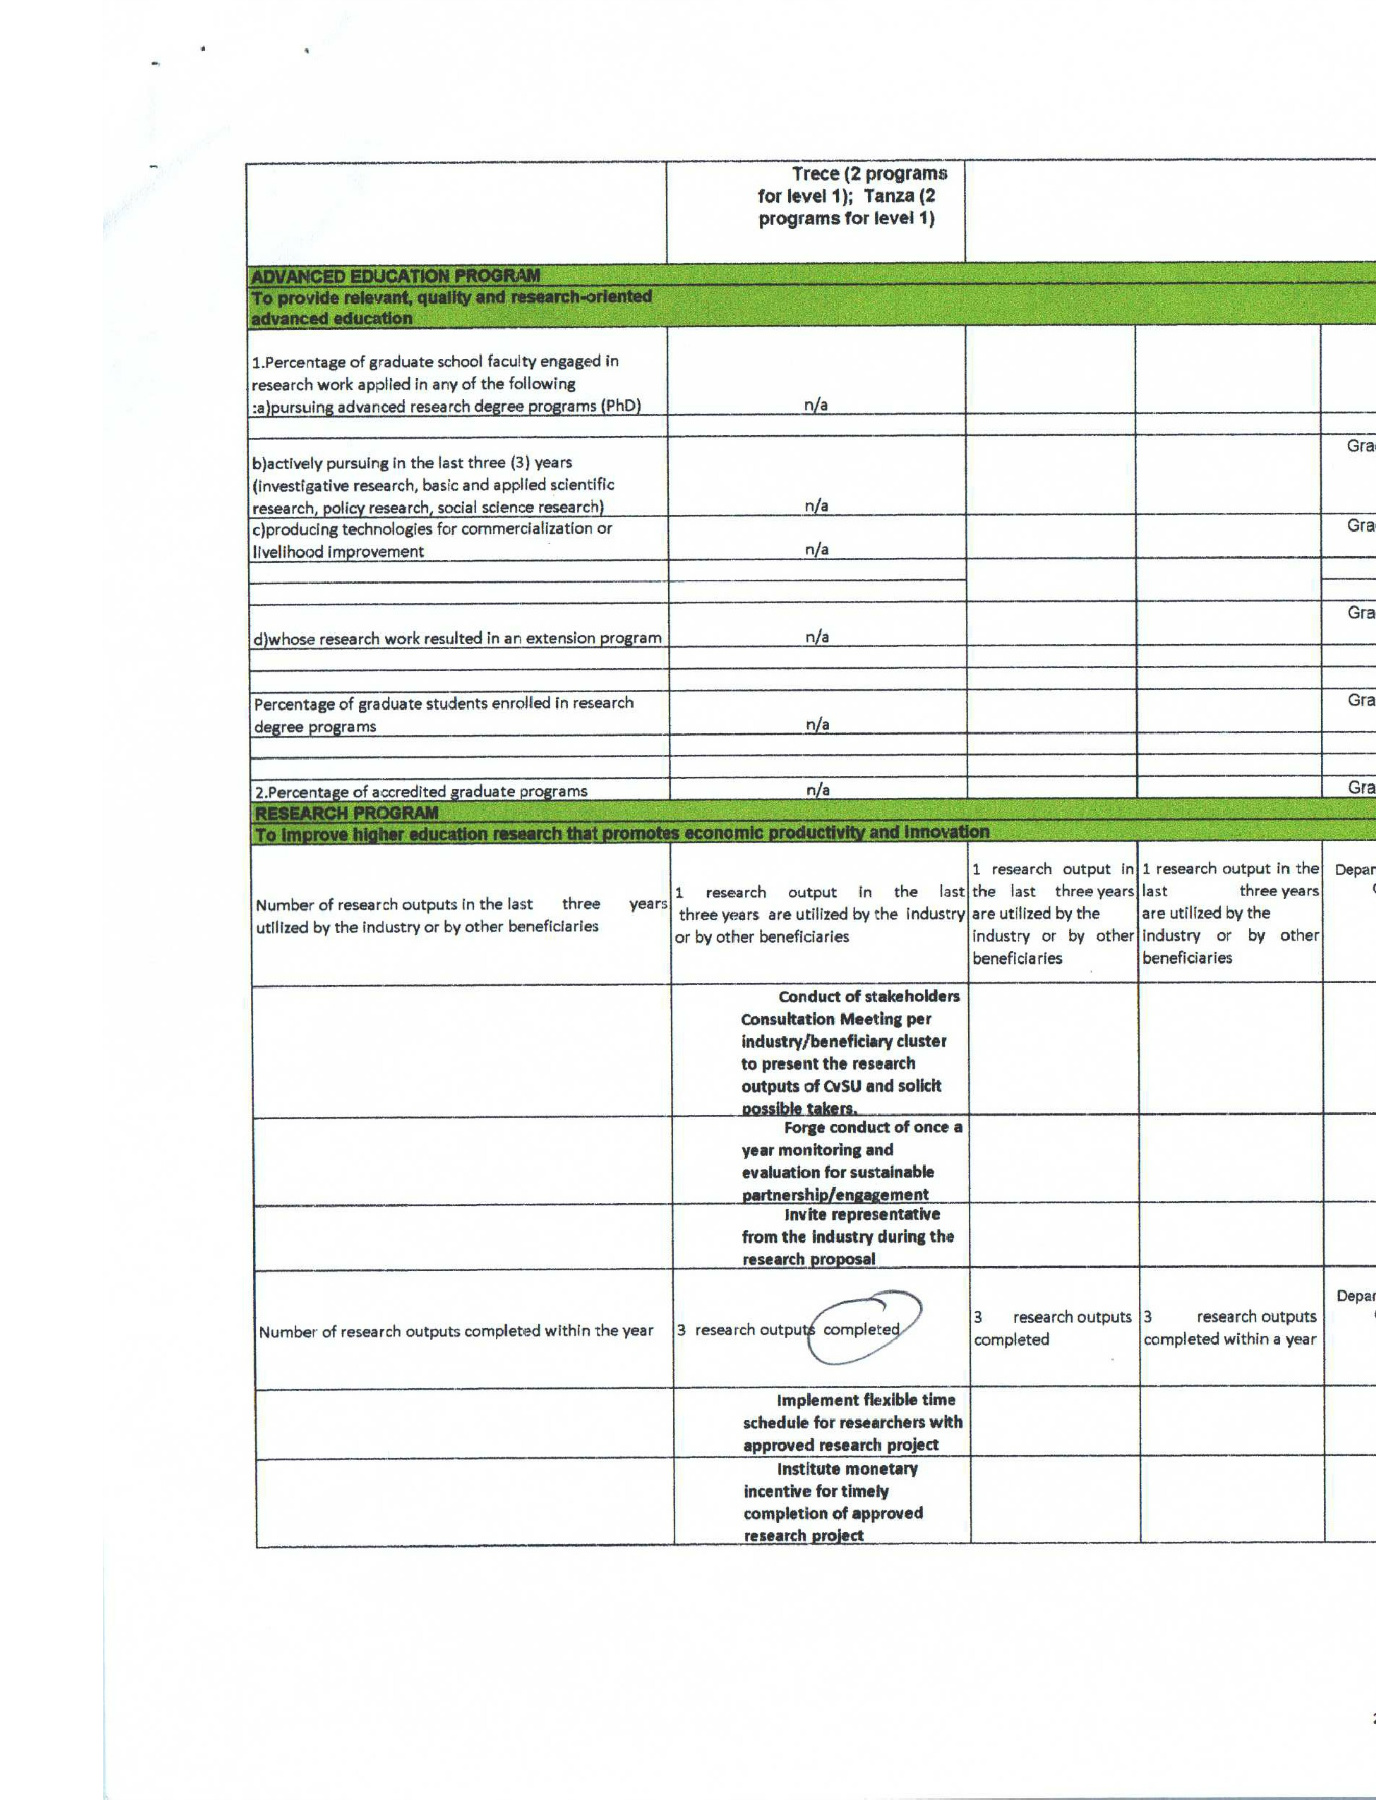 Trece (2 programs
for level 1);  Tanza (2
programs for level 1)
ADVANCED EDUCATION PROGRAM
To provide relevant, quality and research-oriented
advanced education
1.Percentage of graduate school faculty engaged in
research work applied in any of the following
:a)pursuing advanced research degree programs (PhD)
n/a
b)actively pursuing in the last three (3) years
(investigative research, basic and applied scientific
research, policy research, social science research)
n/a
Gra
c)producing technologies for commercialization or
livelihood improvement
n/a
Gra
d)whose research work resulted in an extension program
n/a
Gra
Percentage of graduate students enrolled in research
degree programs
n/a
Gra
2.Percentage of accredited graduate programs
n/a
Gra
RESEARCH PROGRAM
To improve higher education research that promotes economic productivity and innovation
Number of research outputs in the last three years
utilized by the industry or by other beneficiaries
1 research output in the last
three years are utilized by the industry
or by other beneficiaries
1 research output in
the last three years
are utilized by the
industry or by other
beneficiaries
1 research output in the
last three years
are utilized by the
industry or by other
beneficiaries
Depar
Conduct of stakeholders
Consultation Meeting per
industry/beneficiary cluster
to present the research
outputs of CvSU and solicit
possible takers.
Forge conduct of once a
year monitoring and
evaluation for sustainable
partnership/engagement
Invite representative
from the industry during the
research proposal
Number of research outputs completed within the year
3 research outputs completed
3 research outputs
completed
3 research outputs
completed within a year
Depar
Implement flexible time
schedule for researchers with
approved research project
Institute monetary
incentive for timely
completion of approved
research project